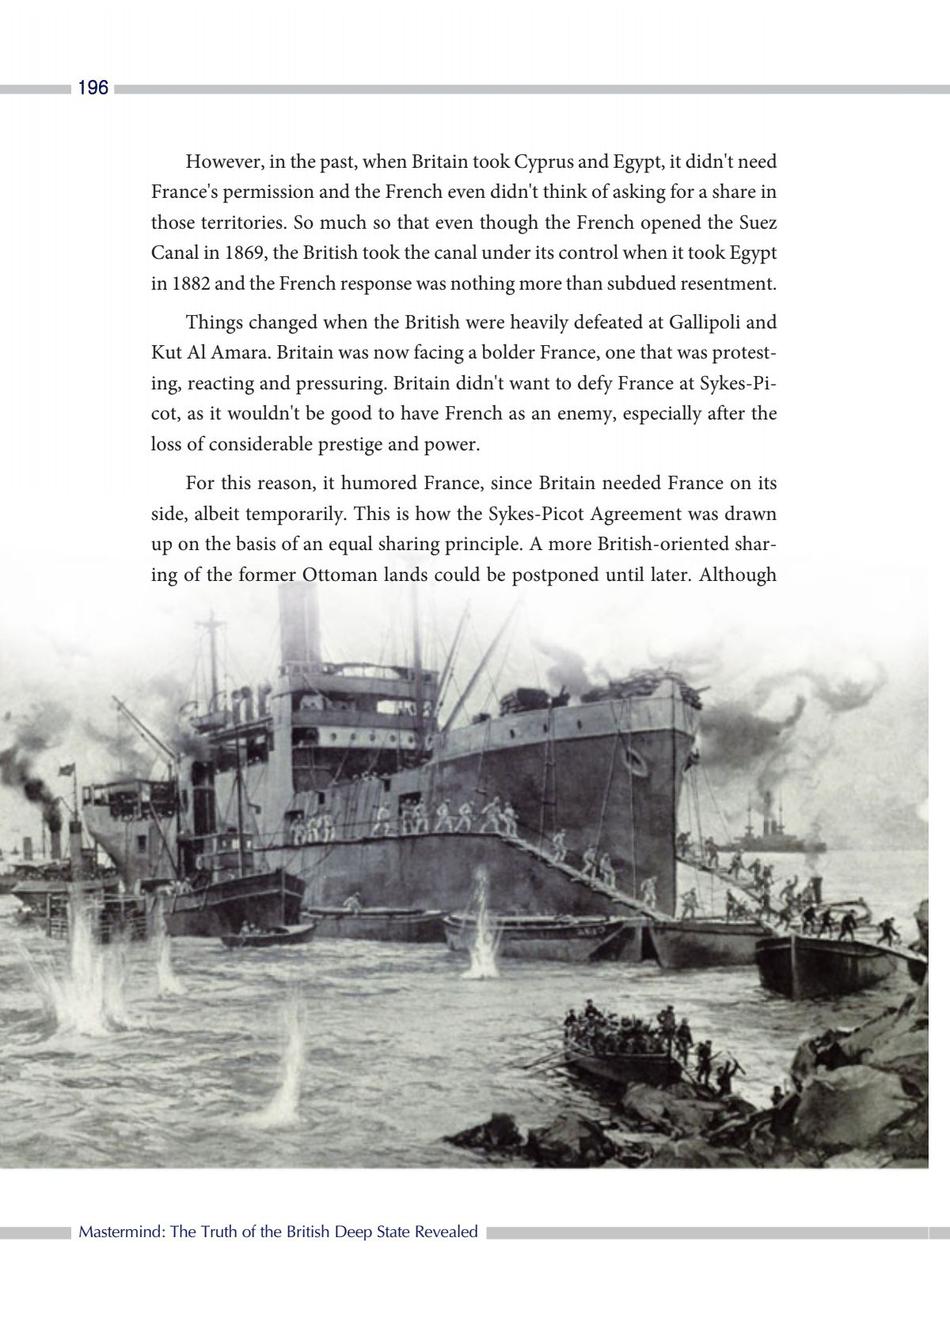 196
However, in the past, when Britain took Cyprus and Egypt, it didn't need
France's permission and the French even didn't think of asking for a share in
those territories. So much so that even though the French opened the Suez
Canal in 1869, the British took the canal under its control when it took Egypt
in 1882 and the French response was nothing more than subdued resentment.
Things changed when the British were heavily defeated at Gallipoli and
Kut Al Amara. Britain was now facing a bolder France, one that was protest-
ing, reacting and pressuring. Britain didn't want to defy France at Sykes-Pi-
cot, as it wouldn't be good to have French as an enemy, especially after the
loss of considerable prestige and power.
For this reason, it humored France, since Britain needed France on its
side, albeit temporarily. This is how the Sykes-Picot Agreement was drawn
up on the basis of an equal sharing principle. A more British-oriented shar-
ing of the former Ottoman lands could be postponed until later. Although
Mastermind: The Truth of the British Deep State Revealed